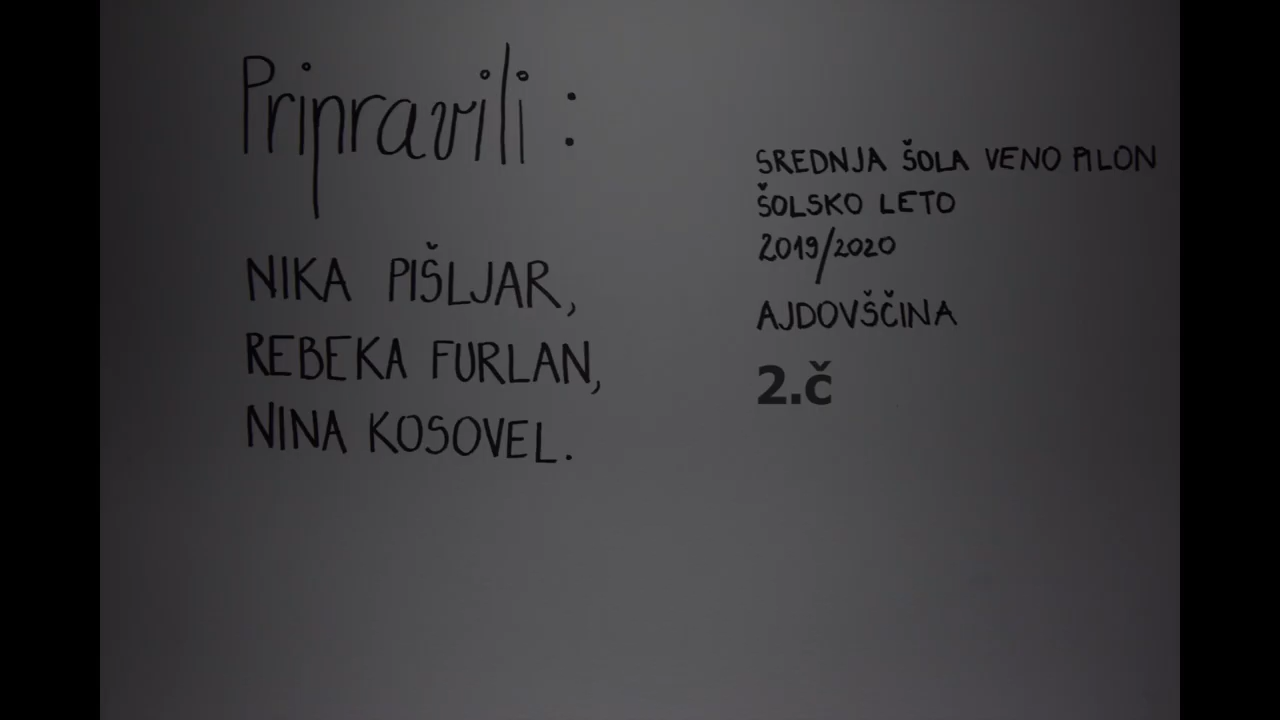 Pripravili:
NIKA PIŠLJAR,
REBEKA FURLAN,
NINA KOSOVEL.
SREDNJA ŠOLA VENO PILON
ŠOLSKO LETO
2019/2020
AJDOVŠČINA
2.č